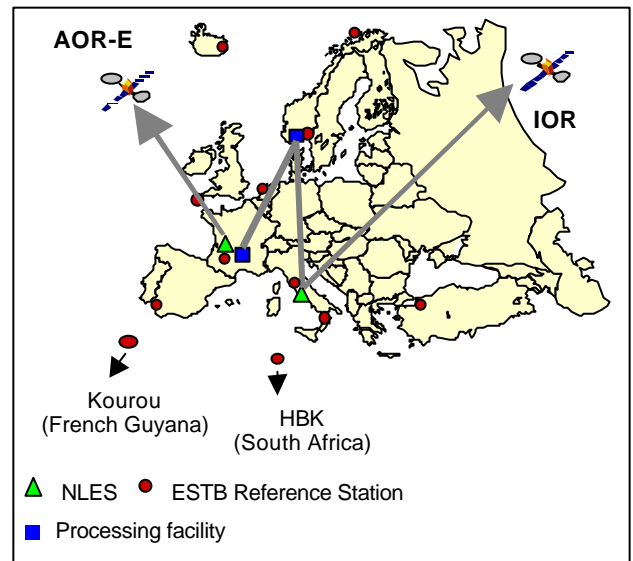 AOR-E
IOR
Kourou
(French Guyana)
HBK
(South Africa)
NLES
ESTB Reference Station
Processing facility